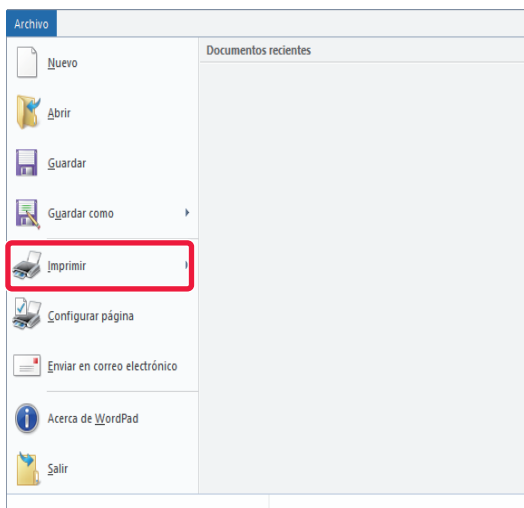 Archivo
Documentos recientes
Nuevo
Abrir
Guardar
Guardar como
Imprimir
Configurar página
Enviar en correo electrónico
Acerca de WordPad
Salir